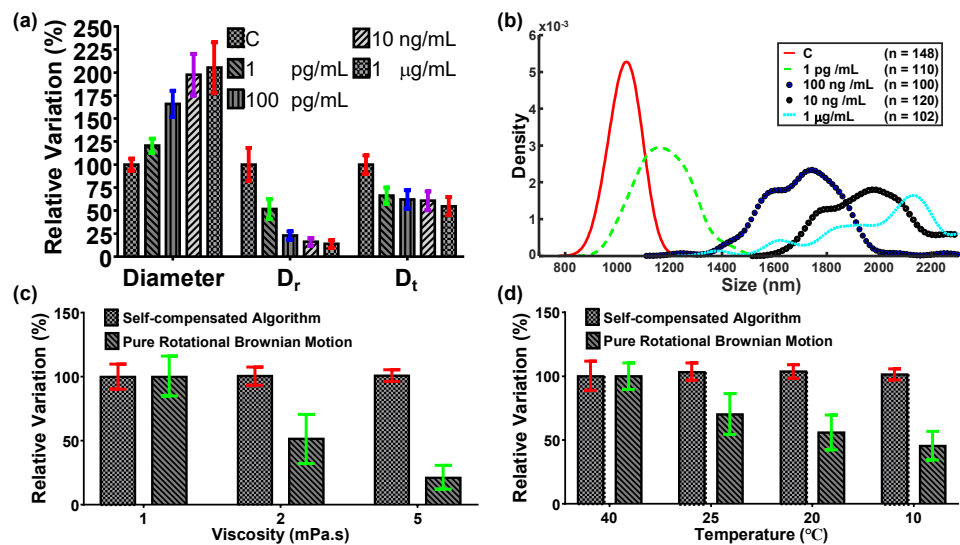 (a)
Relative Variation (%)
250
225
200
175
150
125
100
75
50
25
C
1 pg/mL
100 pg/mL
10 ng/mL
1 μg/mL
Diameter
Dr
Dt
(b)
×10-3
6
5
4
3
2
1
0
Density
C (n = 148)
1 pg /mL (n = 110)
100 ng /mL (n = 100)
10 ng /mL (n = 120)
1 μg/mL (n = 102)
800 1000 1200 1400 1600 1800 2000 2200
Size (nm)
(c)
Relative Variation (%)
150
100
50
0
Self-compensated Algorithm
Pure Rotational Brownian Motion
1 2 5
Viscosity (mPa.s)
(d)
Relative Variation (%)
150
100
50
0
Self-compensated Algorithm
Pure Rotational Brownian Motion
40 25 20 10
Temperature (℃)